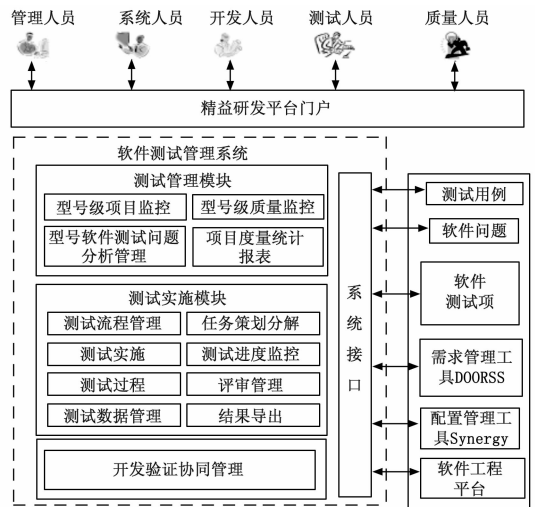 管理人员 系统人员 开发人员 测试人员 质量人员
精益研发平台门户
软件测试管理系统
测试管理模块
型号级项目监控 型号级质量监控
型号软件测试问题
分析管理
项目度量统计
报表
测试实施模块
测试流程管理 任务策划分解
测试实施 测试进度监控
测试过程 评审管理
测试数据管理 结果导出
开发验证协同管理
系
统
接
口
测试用例
软件问题
软件
测试项
需求管理工
具DOORSS
配置管理工
具Synergy
软件工程
平台